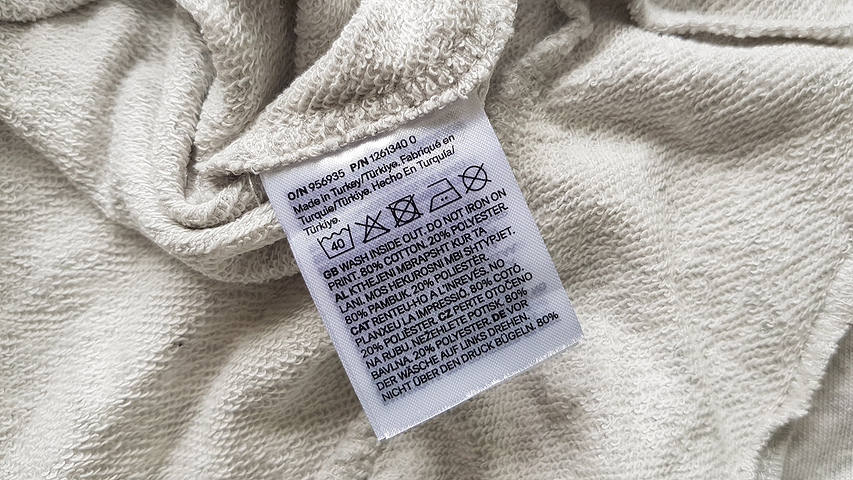 O/N 956935 P/N 1261340 0
Made in Turkey/Türkiye. Fabriqué en
Turquie/Türkiye. Hecho En Turquía/
Türkiye.
40
GB WASH INSIDE OUT. DO NOT IRON ON
PRINT. 80% COTTON. 20% POLYESTER.
AL KTHEJENI MBRAPSHT KUR TA
LANI. MOS HEKUROSNI MBI SHTYPJET.
80% PAMBUK. 20% POLIESTËR.
CAT RENTEU-HO A L'INREVÉS. NO
PLANXEU LA IMPRESSIÓ. 80% COTÓ.
20% POLIÈSTER. CZ PERTE OTOČENO
NA RUBU. NEŽEHLETE POTISK. 80%
BAVLNA. 20% POLYESTER. DE VOR
DER WÄSCHE AUF LINKS DREHEN.
NICHT ÜBER DEN DRUCK BÜGELN. 80%